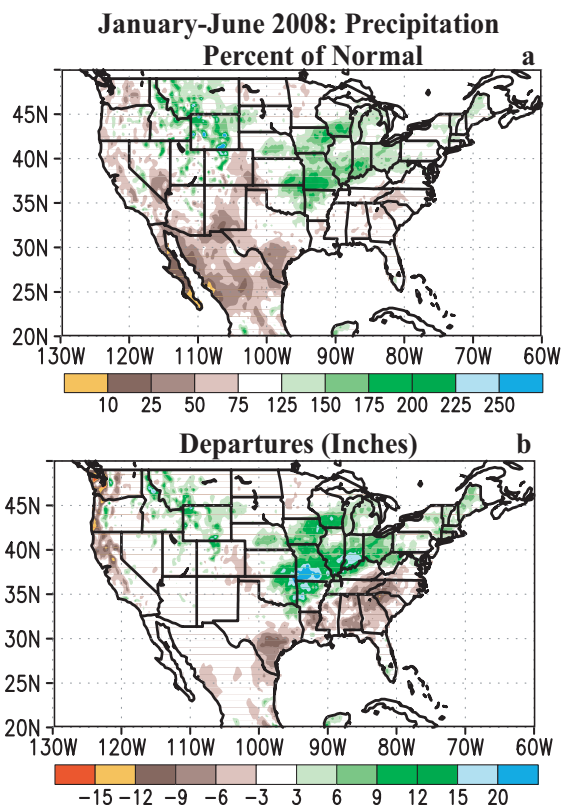 January-June 2008: Precipitation
Percent of Normal a
45N
40N
35N
30N
25N
20N
130W 120W 110W 100W 90W 80W 70W 60W
10 25 50 75 125 150 175 200 225 250
Departures (Inches) b
45N
40N
35N
30N
25N
20N
130W 120W 110W 100W 90W 80W 70W 60W
−15 −12 −9 −6 −3 3 6 9 12 15 20